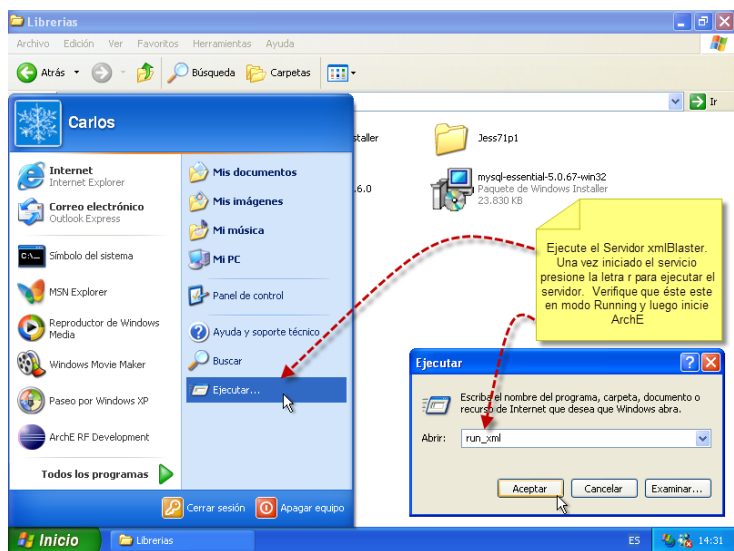 Librerias
Archivo Edición Ver Favoritos Herramientas Ayuda
Atrás Búsqueda Carpetas
Ir
Carlos
Internet
Internet Explorer
Correo electrónico
Outlook Express
Símbolo del sistema
MSN Explorer
Reproductor de Windows
Media
Windows Movie Maker
Paseo por Windows XP
ArchE RF Development
Todos los programas
Mis documentos
Mis imágenes
Mi música
Mi PC
Panel de control
Ayuda y soporte técnico
Buscar
Ejecutar...
Cerrar sesión Apagar equipo
staller
.6.0
Jess71p1
mysql-essential-5.0.67-win32
Paquete de Windows Installer
23.830 KB
Ejecute el Servidor xmlBlaster.
Una vez iniciado el servicio
presione la letra r para ejecutar el
servidor. Verifique que éste este
en modo Running y luego inicie
ArchE
Ejecutar
Escriba el nombre del programa, carpeta, documento o
recurso de Internet que desea que Windows abra.
Abrir: run_xml
Aceptar Cancelar Examinar...
Inicio Librerias ES 14:31